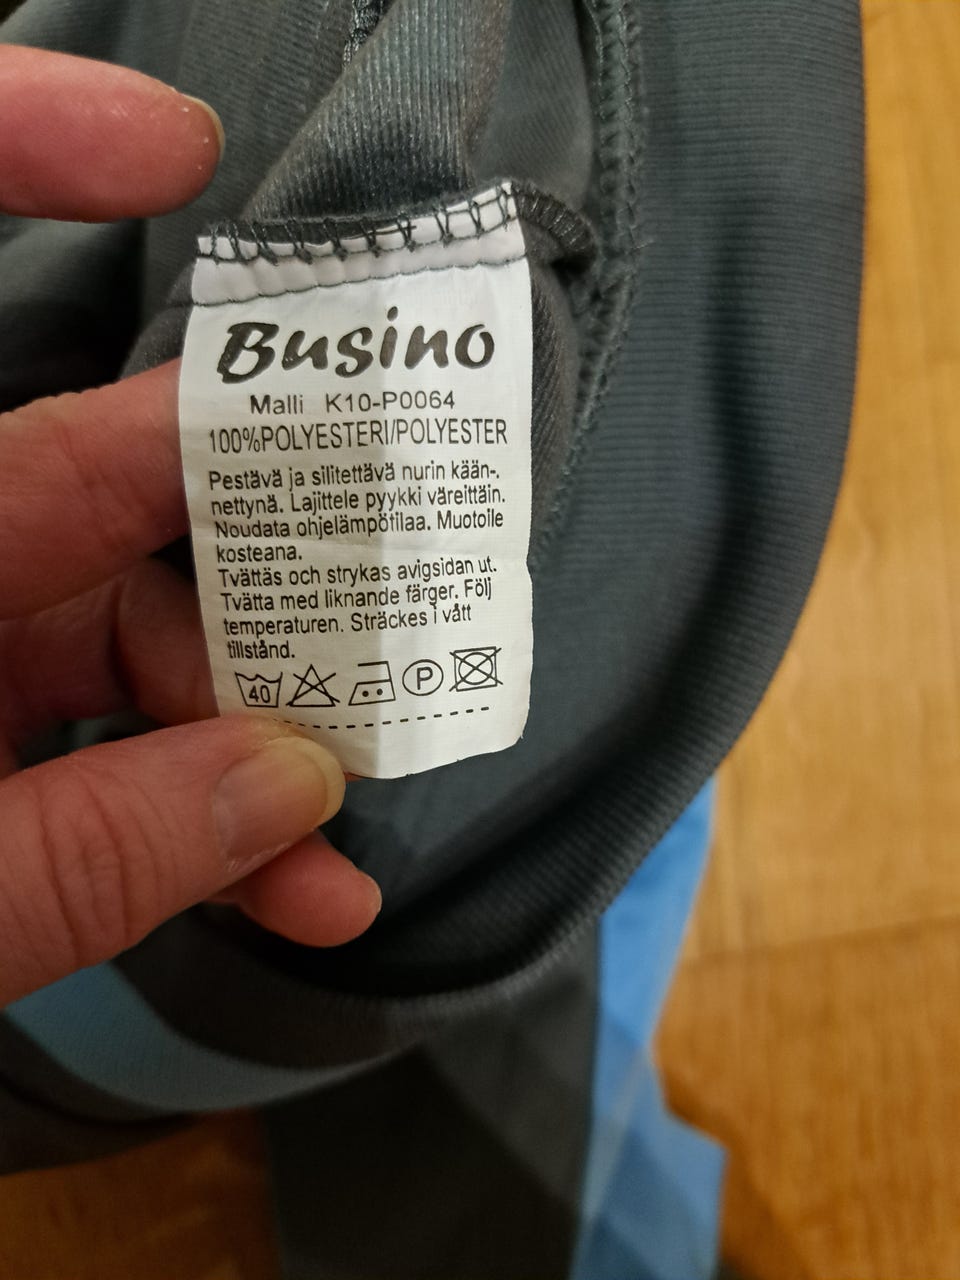 Busino
Malli K10-P0064
100%POLYESTERI/POLYESTER
Pestävä ja silitettävä nurin kään-.
nettynä. Lajittele pyykki väreittäin.
Noudata ohjelämpötilaa. Muotoile
kosteana.
Tvättäs och strykas avigsidan ut.
Tvätta med liknande färger. Följ
temperaturen. Sträckes i vått
tillstånd.
40 P